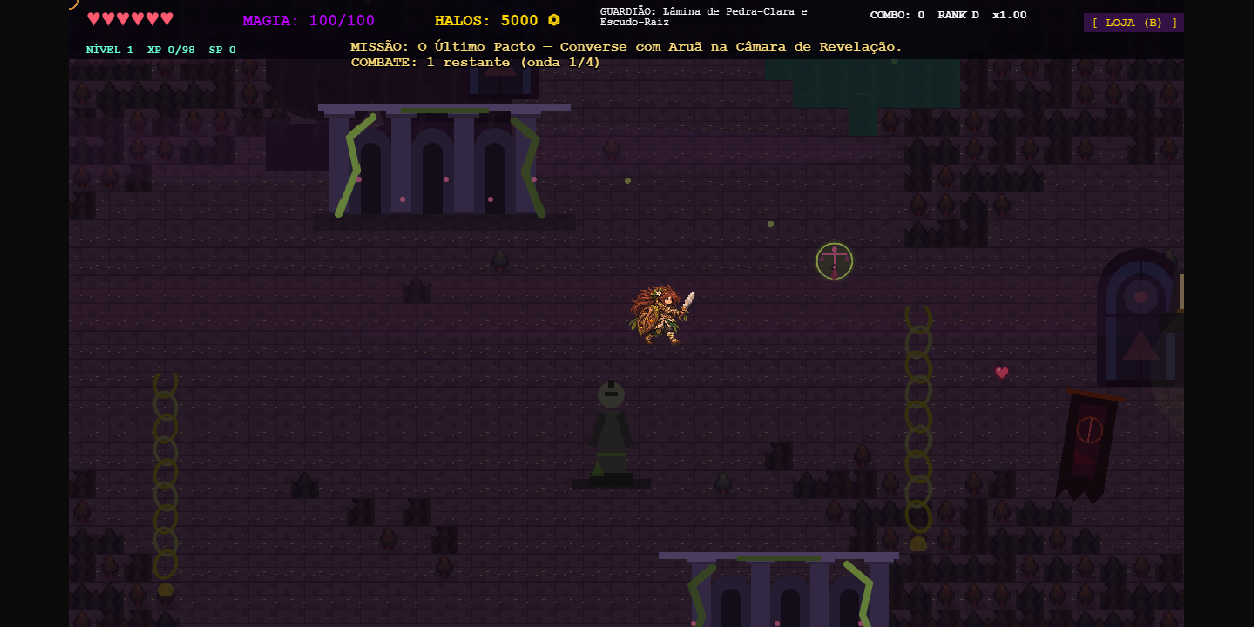 MAGIA: 100/100
HALOS: 5000
GUARDIÃO: Lâmina de Pedra-Clara e
Escudo-Raiz
COMBO: 0 RANK D x1.00
[ LOJA (B) ]
NÍVEL 1 XP 0/98 SP 0
MISSÃO: O Último Pacto — Converse com Aruã na Câmara de Revelação.
COMBATE: 1 restante (onda 1/4)